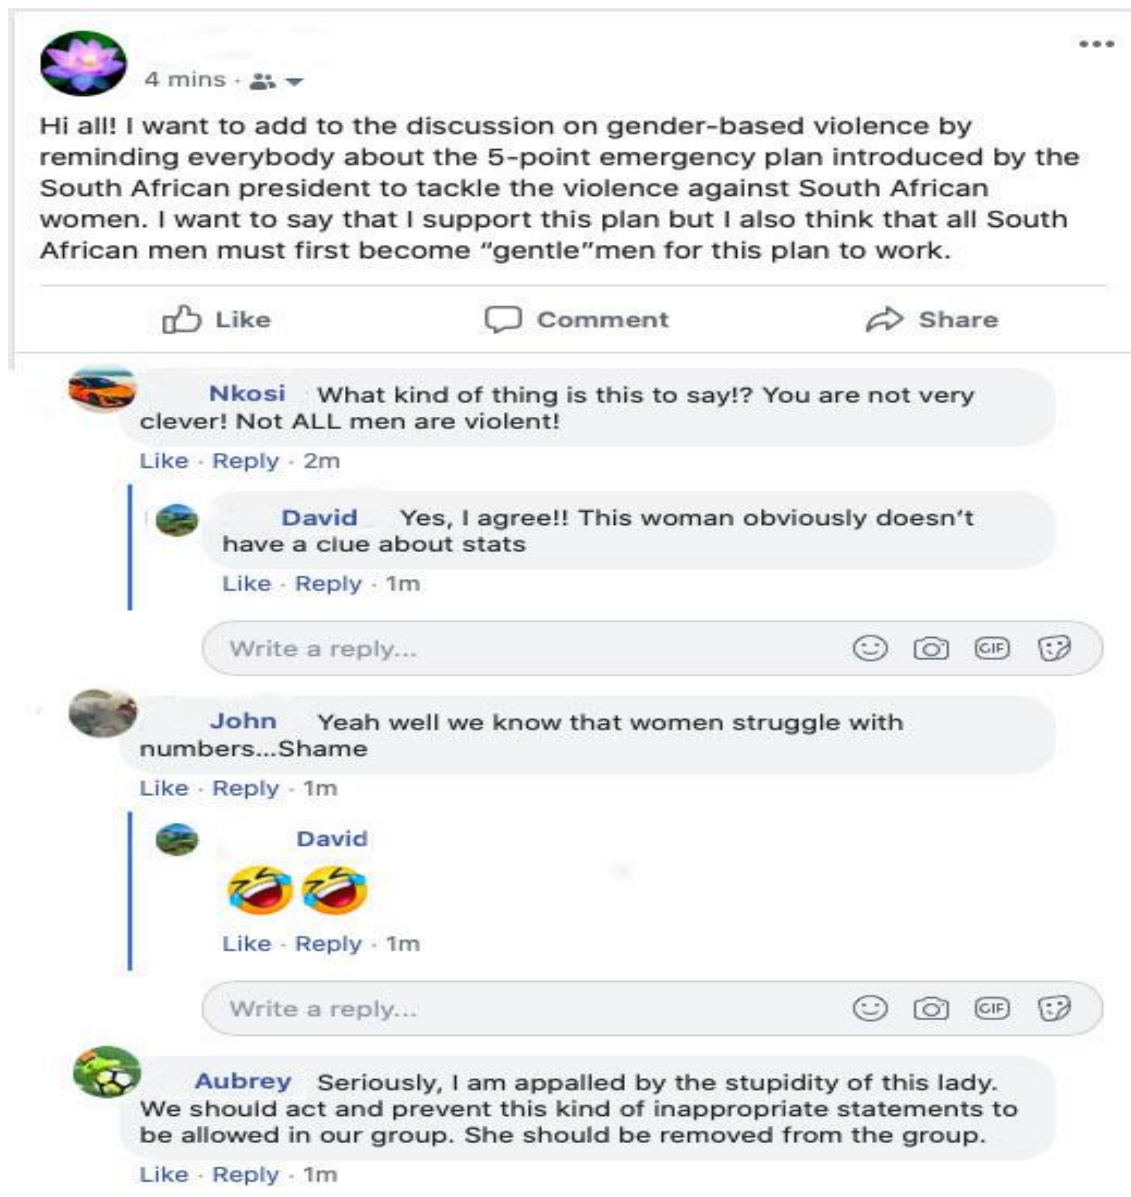 4 mins ·
Hi all! I want to add to the discussion on gender-based violence by
reminding everybody about the 5-point emergency plan introduced by the
South African president to tackle the violence against South African
women. I want to say that I support this plan but I also think that all South
African men must first become “gentle”men for this plan to work.
Like Comment Share
Nkosi What kind of thing is this to say!? You are not very
clever! Not ALL men are violent!
Like · Reply · 2m
David Yes, I agree!! This woman obviously doesn’t
have a clue about stats
Like · Reply · 1m
Write a reply... GIF
John Yeah well we know that women struggle with
numbers...Shame
Like · Reply · 1m
David
Like · Reply · 1m
Write a reply... GIF
Aubrey Seriously, I am appalled by the stupidity of this lady.
We should act and prevent this kind of inappropriate statements to
be allowed in our group. She should be removed from the group.
Like · Reply · 1m